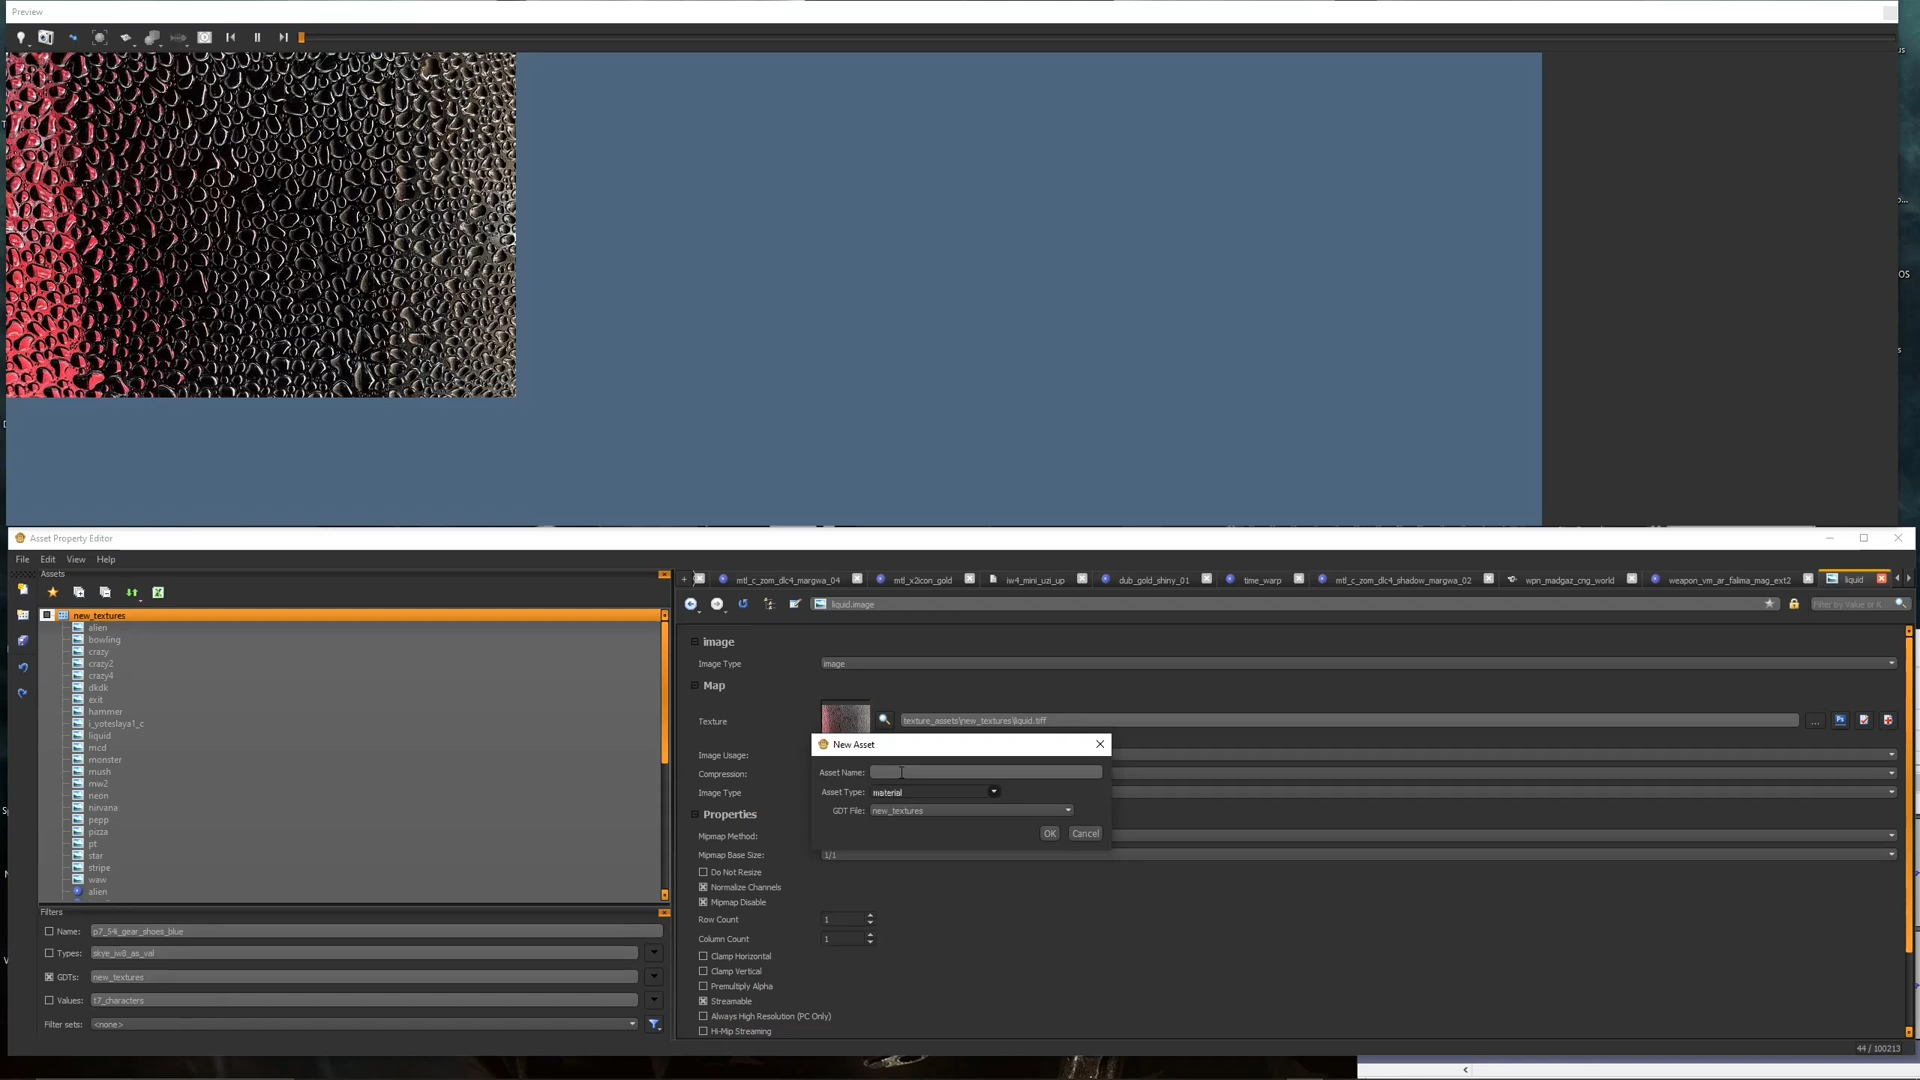 Preview
Asset Property Editor
File Edit View Help
Assets
new_textures
alien
bowling
crazy
crazy2
crazy4
dkdk
exit
hammer
i_yoteslaya1_c
liquid
mcd
monster
mush
mw2
neon
nirvana
pepp
pizza
pt
star
stripe
waw
alien
Filters
Name: p7_54i_gear_shoes_blue
Types: skye_iw8_as_val
GDTs: new_textures
Values: t7_characters
Filter sets: <none>
mtl_c_zom_dlc4_margwa_04 mtl_x2icon_gold iw4_mini_uzi_up dub_gold_shiny_01 time_warp mtl_c_zom_dlc4_shadow_margwa_02 wpn_madgaz_cng_world weapon_vm_ar_falima_mag_ext2 liquid
liquid.image
Filter by Value or K
image
Image Type image
Map
Texture texture_assets\new_textures\liquid.tiff ... Ps
Image Usage:
Compression:
Image Type
New Asset
Asset Name:
Asset Type: material
GDT File: new_textures
OK Cancel
Properties
Mipmap Method:
Mipmap Base Size: 1/1
Do Not Resize
Normalize Channels
Mipmap Disable
Row Count 1
Column Count 1
Clamp Horizontal
Clamp Vertical
Premultiply Alpha
Streamable
Always High Resolution (PC Only)
Hi-Mip Streaming
44 / 100213